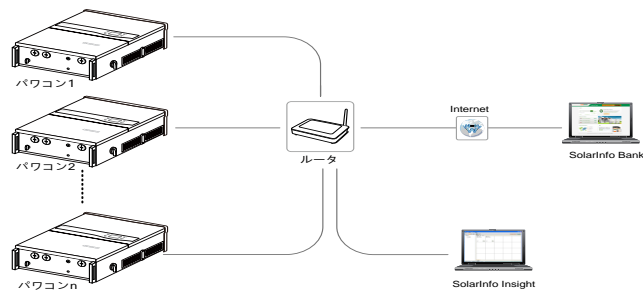 パワコン1
パワコン2
パワコンn
ルータ
Internet
SolarInfo Bank
SolarInfo Insight